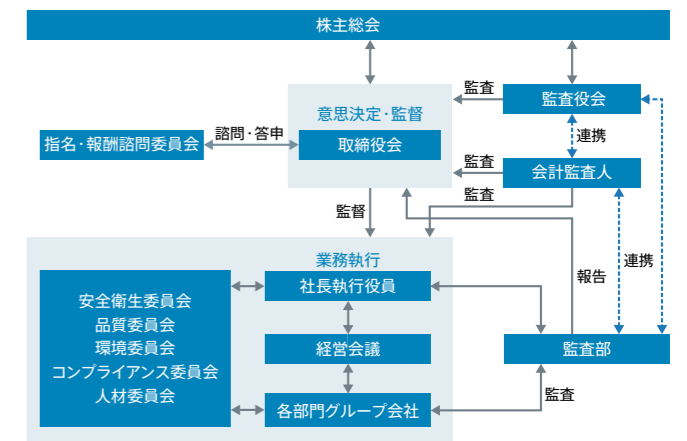 株主総会
監査
監査役会
意思決定・監督
指名・報酬諮問委員会
諮問・答申
取締役会
連携
監査
会計監査人
監査
監督
業務執行
社長執行役員
報告
連携
安全衛生委員会
品質委員会
環境委員会
コンプライアンス委員会
人材委員会
経営会議
監査部
監査
各部門グループ会社